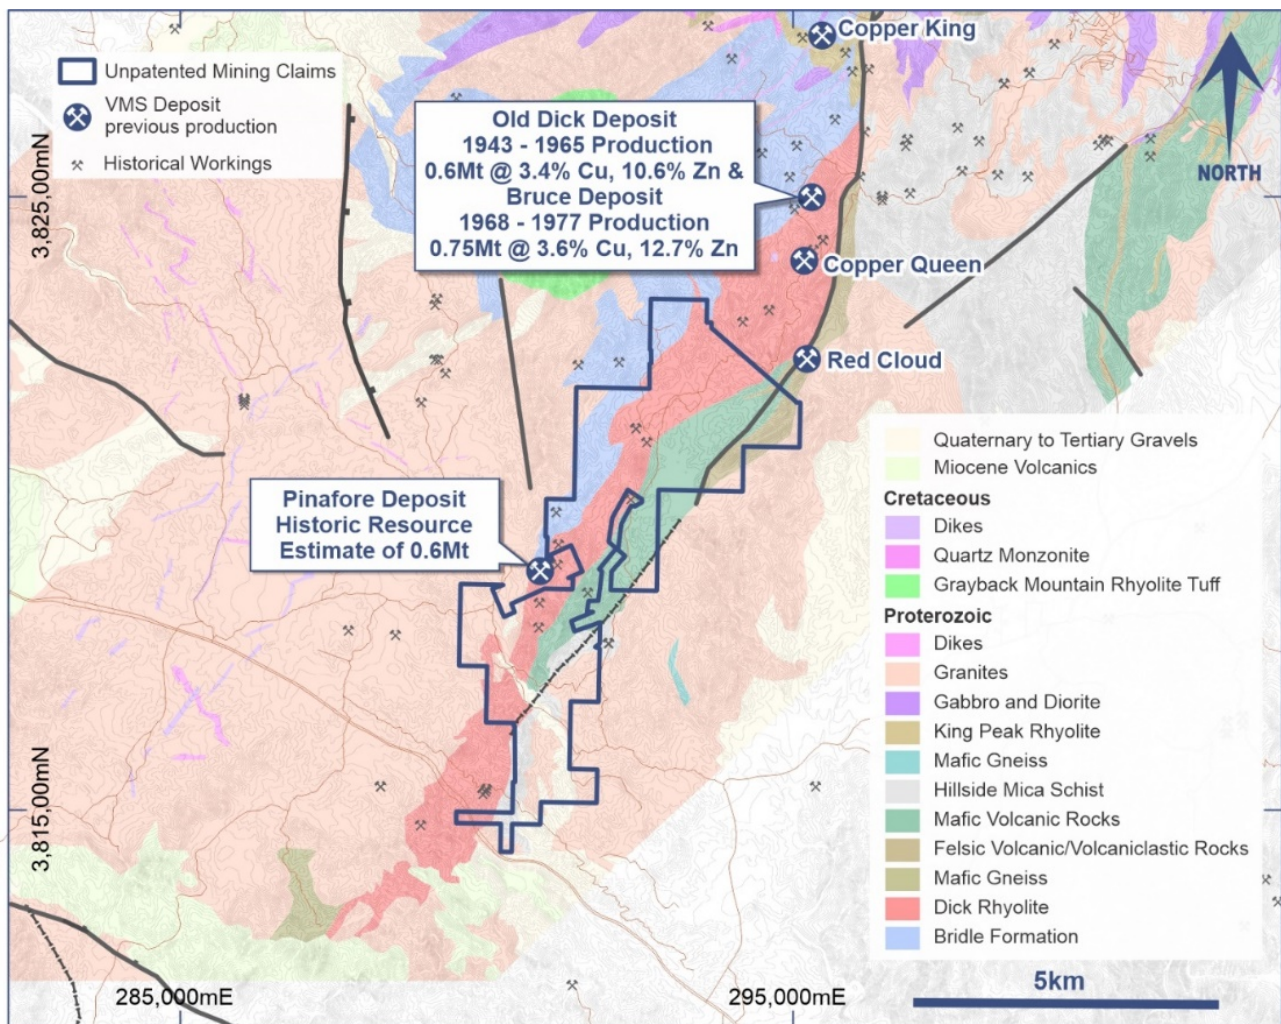 Copper King
Unpatented Mining Claims
VMS Deposit
previous production
Historical Workings
Old Dick Deposit
1943 - 1965 Production
0.6Mt @ 3.4% Cu, 10.6% Zn &
Bruce Deposit
1968 - 1977 Production
0.75Mt @ 3.6% Cu, 12.7% Zn
NORTH
3,825,00mN
Copper Queen
Red Cloud
Pinafore Deposit
Historic Resource
Estimate of 0.6Mt
Quaternary to Tertiary Gravels
Miocene Volcanics
Cretaceous
Dikes
Quartz Monzonite
Grayback Mountain Rhyolite Tuff
Proterozoic
Dikes
Granites
Gabbro and Diorite
King Peak Rhyolite
Mafic Gneiss
Hillside Mica Schist
Mafic Volcanic Rocks
Felsic Volcanic/Volcaniclastic Rocks
Mafic Gneiss
Dick Rhyolite
Bridle Formation
3,815,00mN
285,000mE
295,000mE
5km